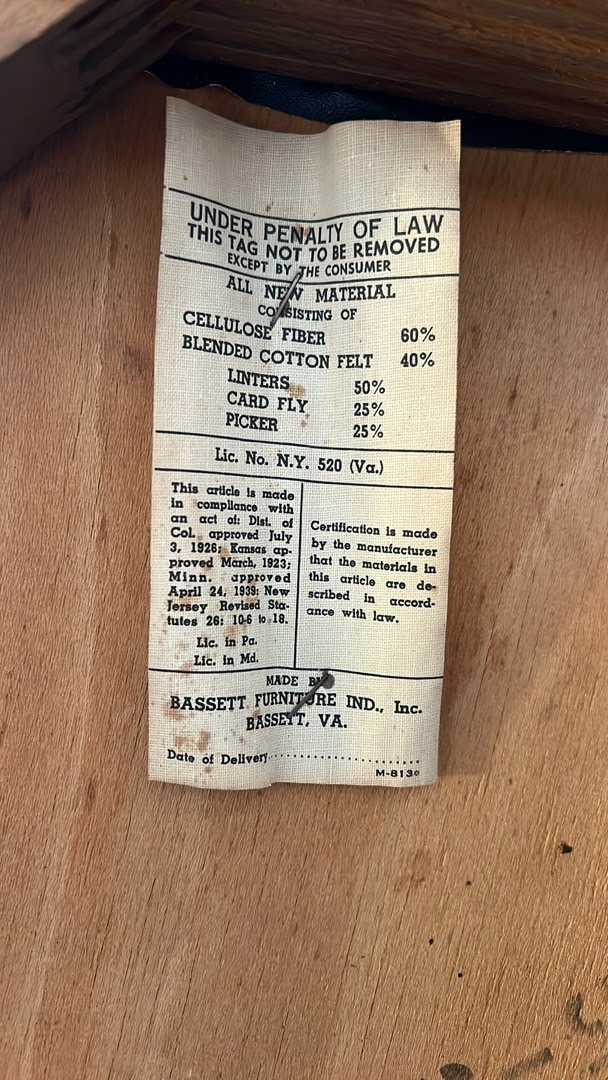 UNDER PENALTY OF LAW
THIS TAG NOT TO BE REMOVED
EXCEPT BY THE CONSUMER
ALL NEW MATERIAL
CONSISTING OF
CELLULOSE FIBER 60%
BLENDED COTTON FELT 40%
LINTERS 50%
CARD FLY 25%
PICKER 25%
Lic. No. N.Y. 520 (Va.)
This article is made
in compliance with
an act of: Dist. of
Col. approved July
3, 1926; Kansas ap-
proved March, 1923;
Minn. approved
April 24, 1939: New
Jersey Revised Sta-
tutes 26: 10-6 to 18.
Lic. in Pa.
Lic. in Md.
Certification is made
by the manufacturer
that the materials in
this article are de-
scribed in accord-
ance with law.
MADE BY
BASSETT FURNITURE IND., Inc.
BASSETT, VA.
Date of Delivery........................
M-813®